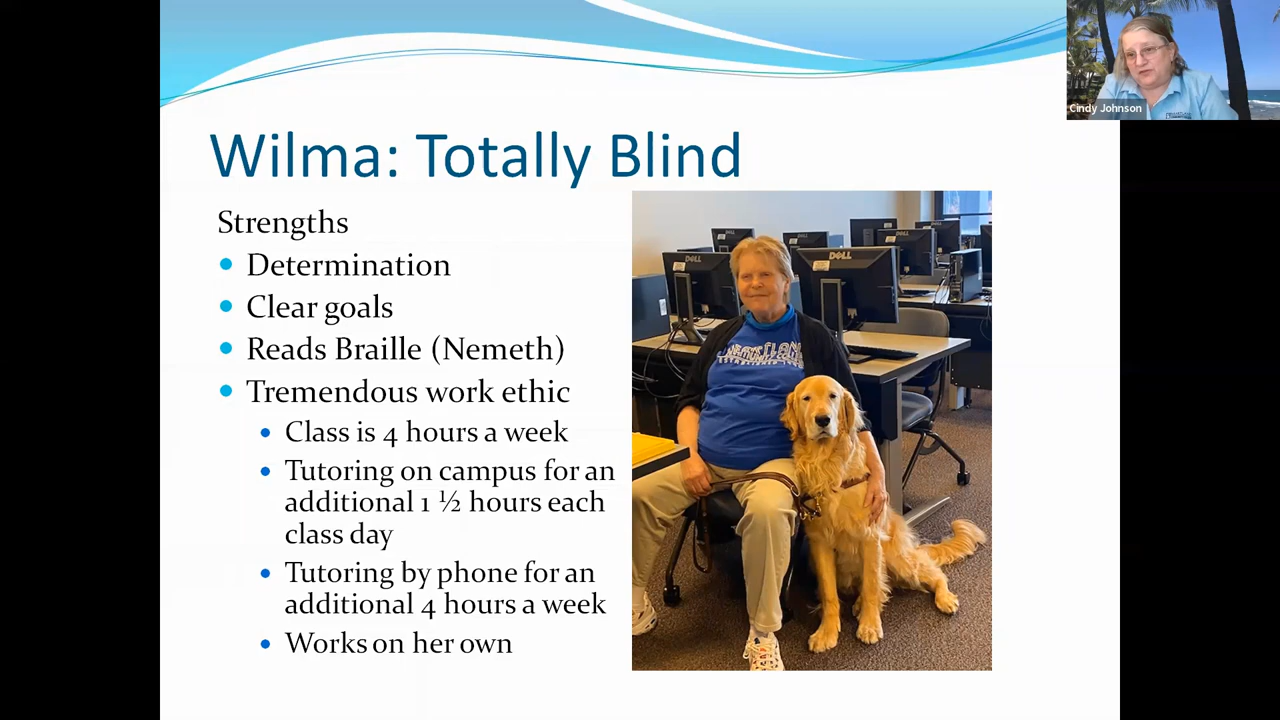 Cindy Johnson
Wilma: Totally Blind
Strengths
• Determination
• Clear goals
• Reads Braille (Nemeth)
• Tremendous work ethic
• Class is 4 hours a week
• Tutoring on campus for an
additional 1 ½ hours each
class day
• Tutoring by phone for an
additional 4 hours a week
• Works on her own
DELL
DELL